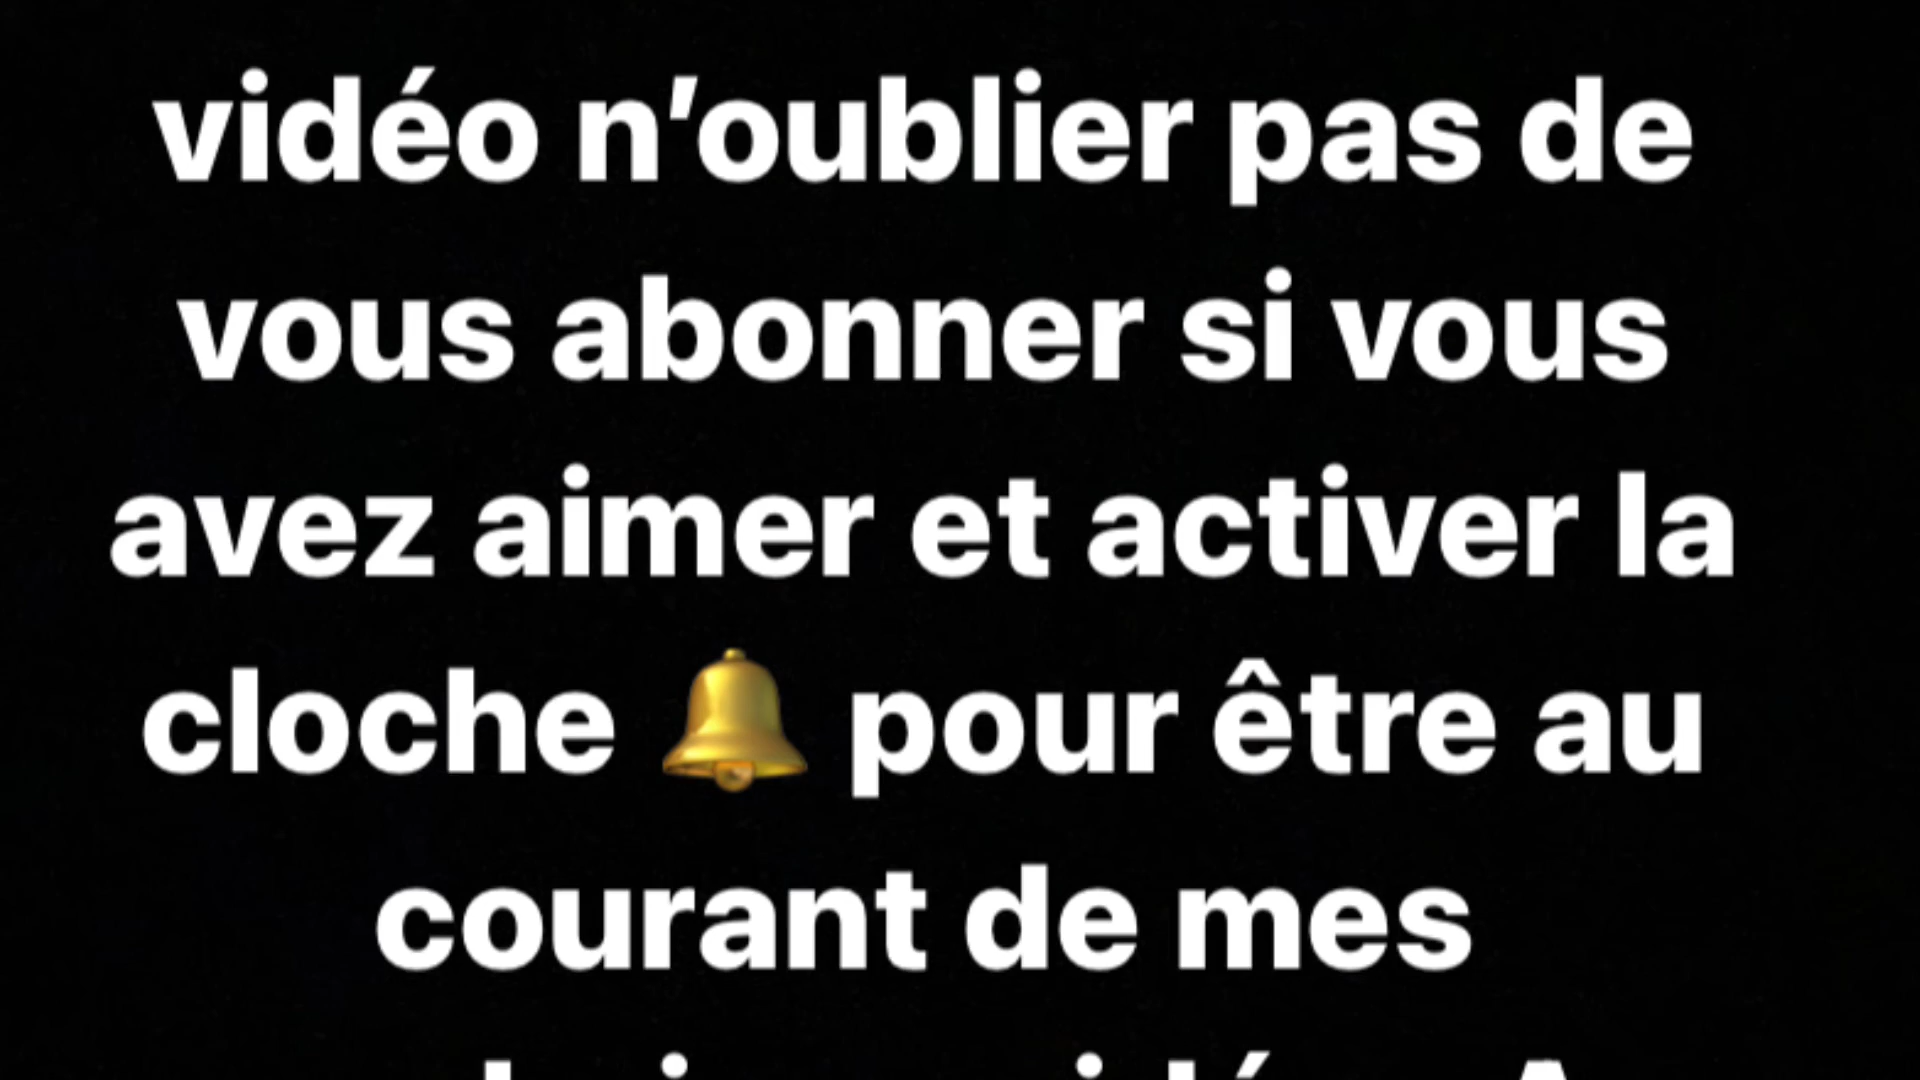 vidéo n'oublier pas de
vous abonner si vous
avez aimer et activer la
cloche 🔔 pour être au
courant de mes